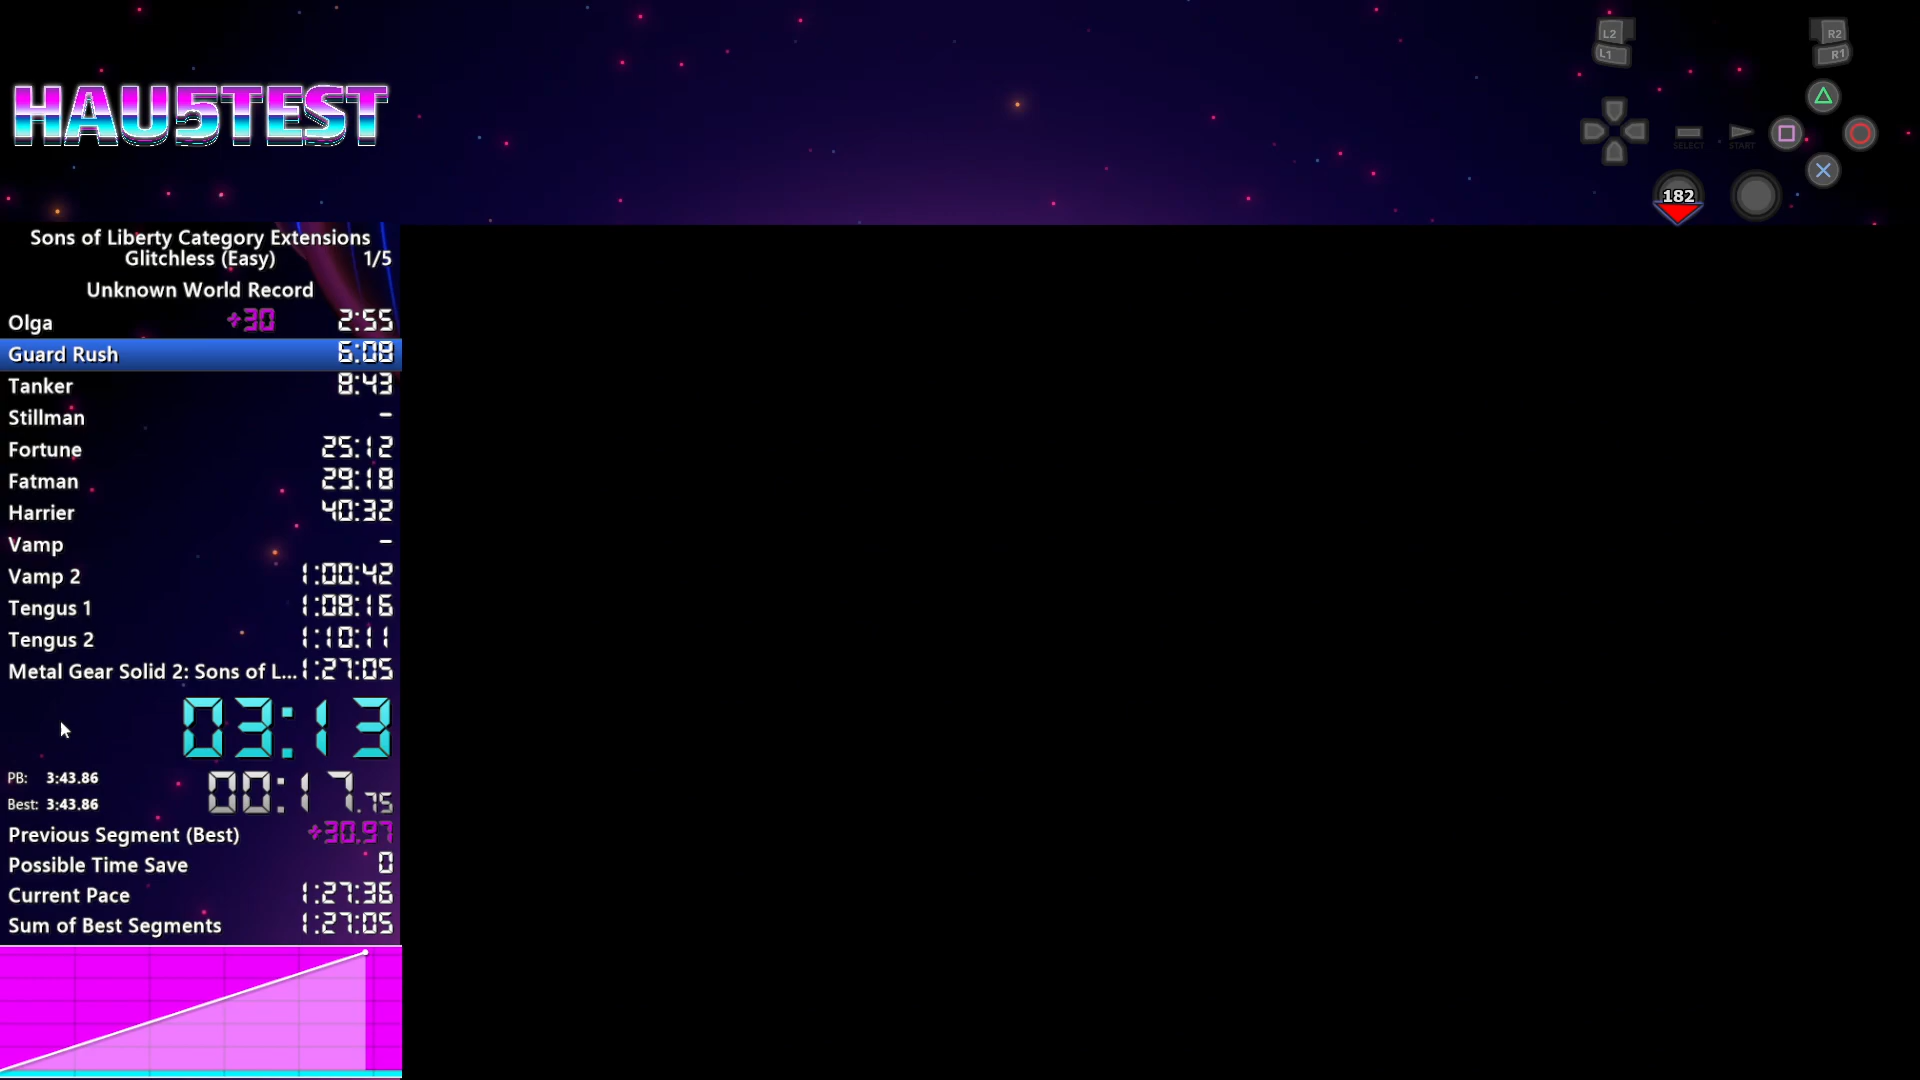 HAU5TEST
L2
L1
R2
R1
SELECT
START
182
Sons of Liberty Category Extensions
Glitchless (Easy) 1/5
Unknown World Record
Olga +30 2:55
Guard Rush 6:08
Tanker 8:43
Stillman -
Fortune 25:12
Fatman 29:18
Harrier 40:32
Vamp -
Vamp 2 1:00:42
Tengus 1 1:08:16
Tengus 2 1:10:11
Metal Gear Solid 2: Sons of L... 1:27:05
03:13
PB: 3:43.86
00:17.75
Best: 3:43.86
Previous Segment (Best) +30.97
Possible Time Save 0
Current Pace 1:27:36
Sum of Best Segments 1:27:05